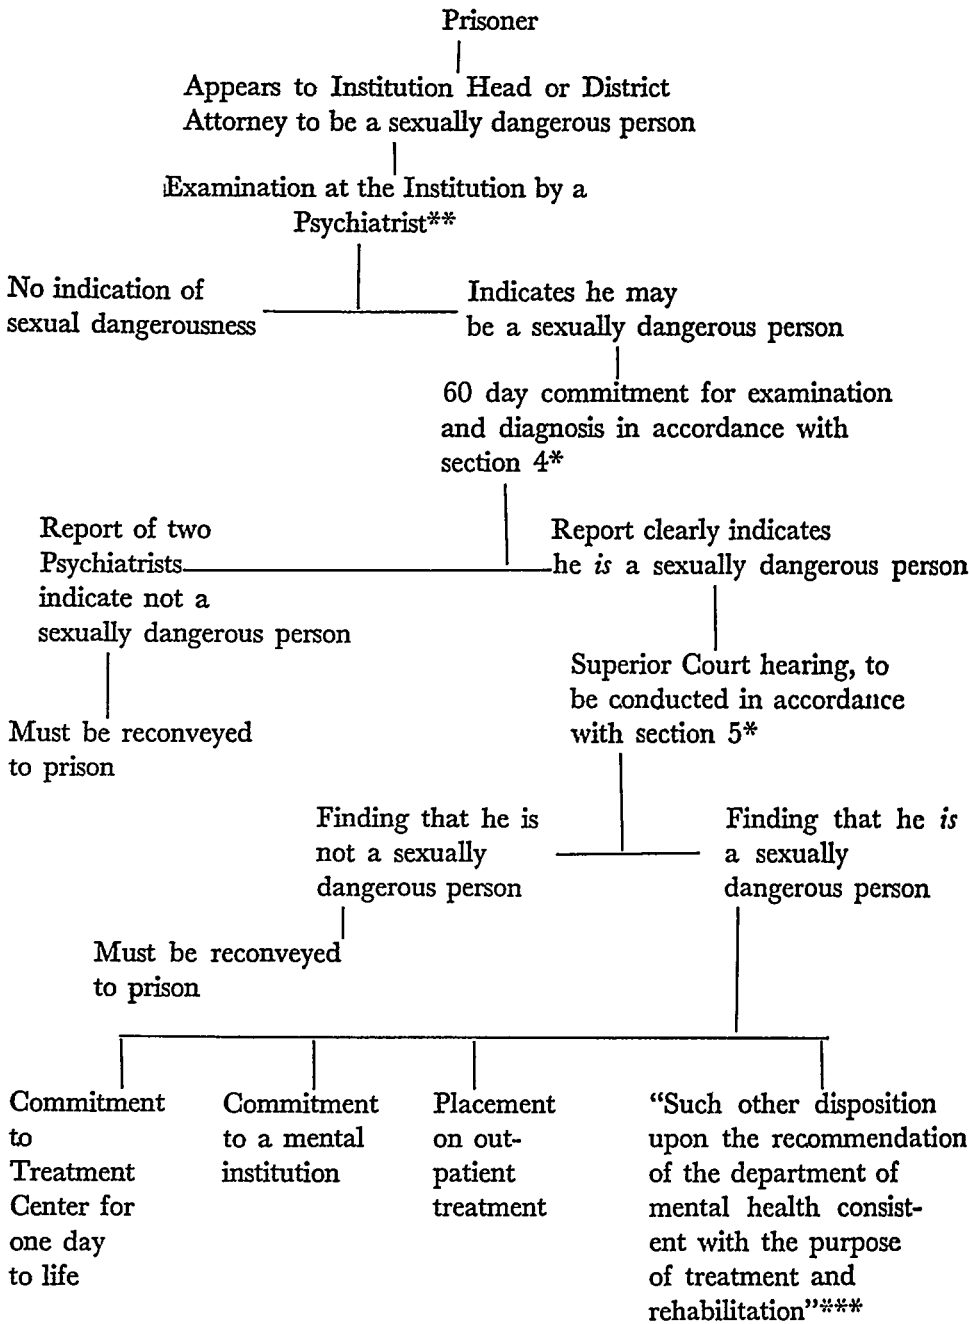 Prisoner
Appears to Institution Head or District
Attorney to be a sexually dangerous person
Examination at the Institution by a
Psychiatrist**
No indication of
sexual dangerousness
Indicates he may
be a sexually dangerous person
60 day commitment for examination
and diagnosis in accordance with
section 4*
Report of two
Psychiatrists
indicate not a
sexually dangerous person
Report clearly indicates
he is a sexually dangerous person
Must be reconveyed
to prison
Superior Court hearing, to
be conducted in accordance
with section 5*
Finding that he is
not a sexually
dangerous person
Finding that he is
a sexually
dangerous person
Must be reconveyed
to prison
Commitment
to
Treatment
Center for
one day
to life
Commitment
to a mental
institution
Placement
on out-
patient
treatment
“Such other disposition
upon the recommendation
of the department of
mental health consist-
ent with the purpose
of treatment and
rehabilitation”***